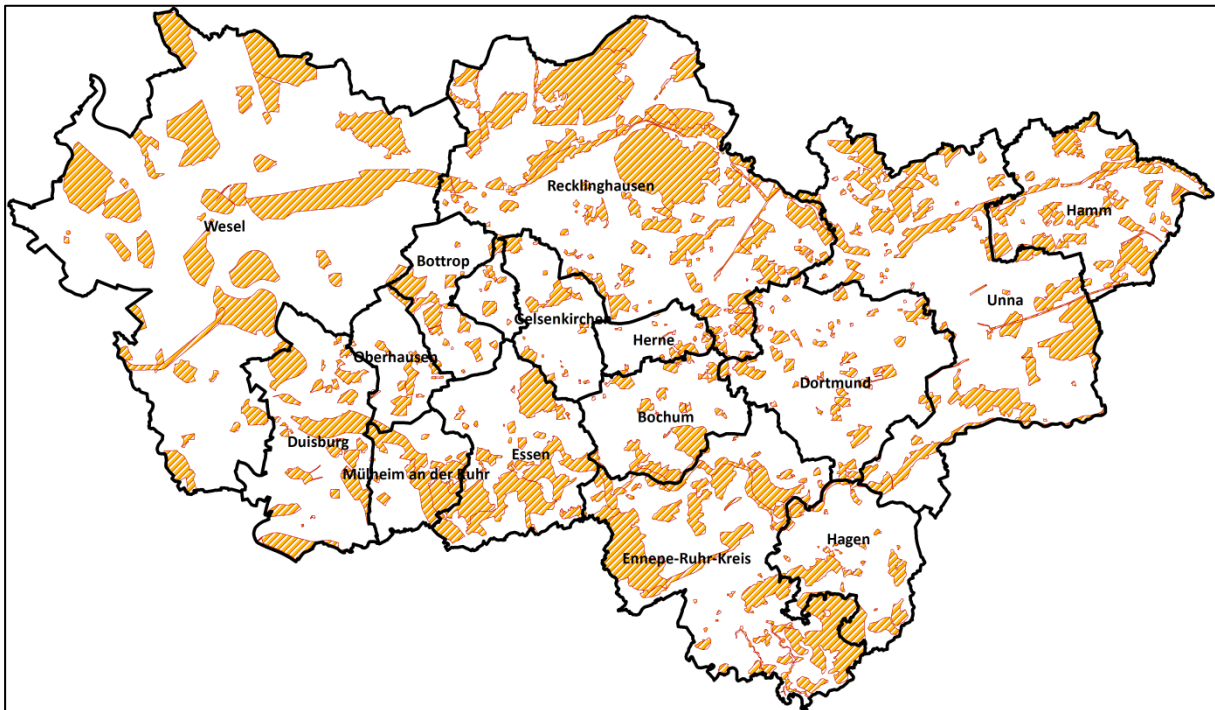 Recklinghausen
Hamm
Wesel
Bottrop
Unna
Gelsenkirchen
Herne
Oberhausen
Dortmund
Bochum
Duisburg
Essen
Mülheim an der Ruhr
Hagen
Ennepe-Ruhr-Kreis